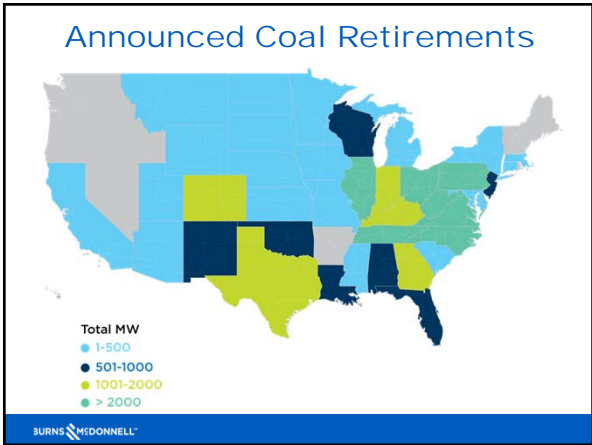 Announced Coal Retirements
Total MW
1-500
501-1000
1001-2000
> 2000
BURNS MCDONNELL